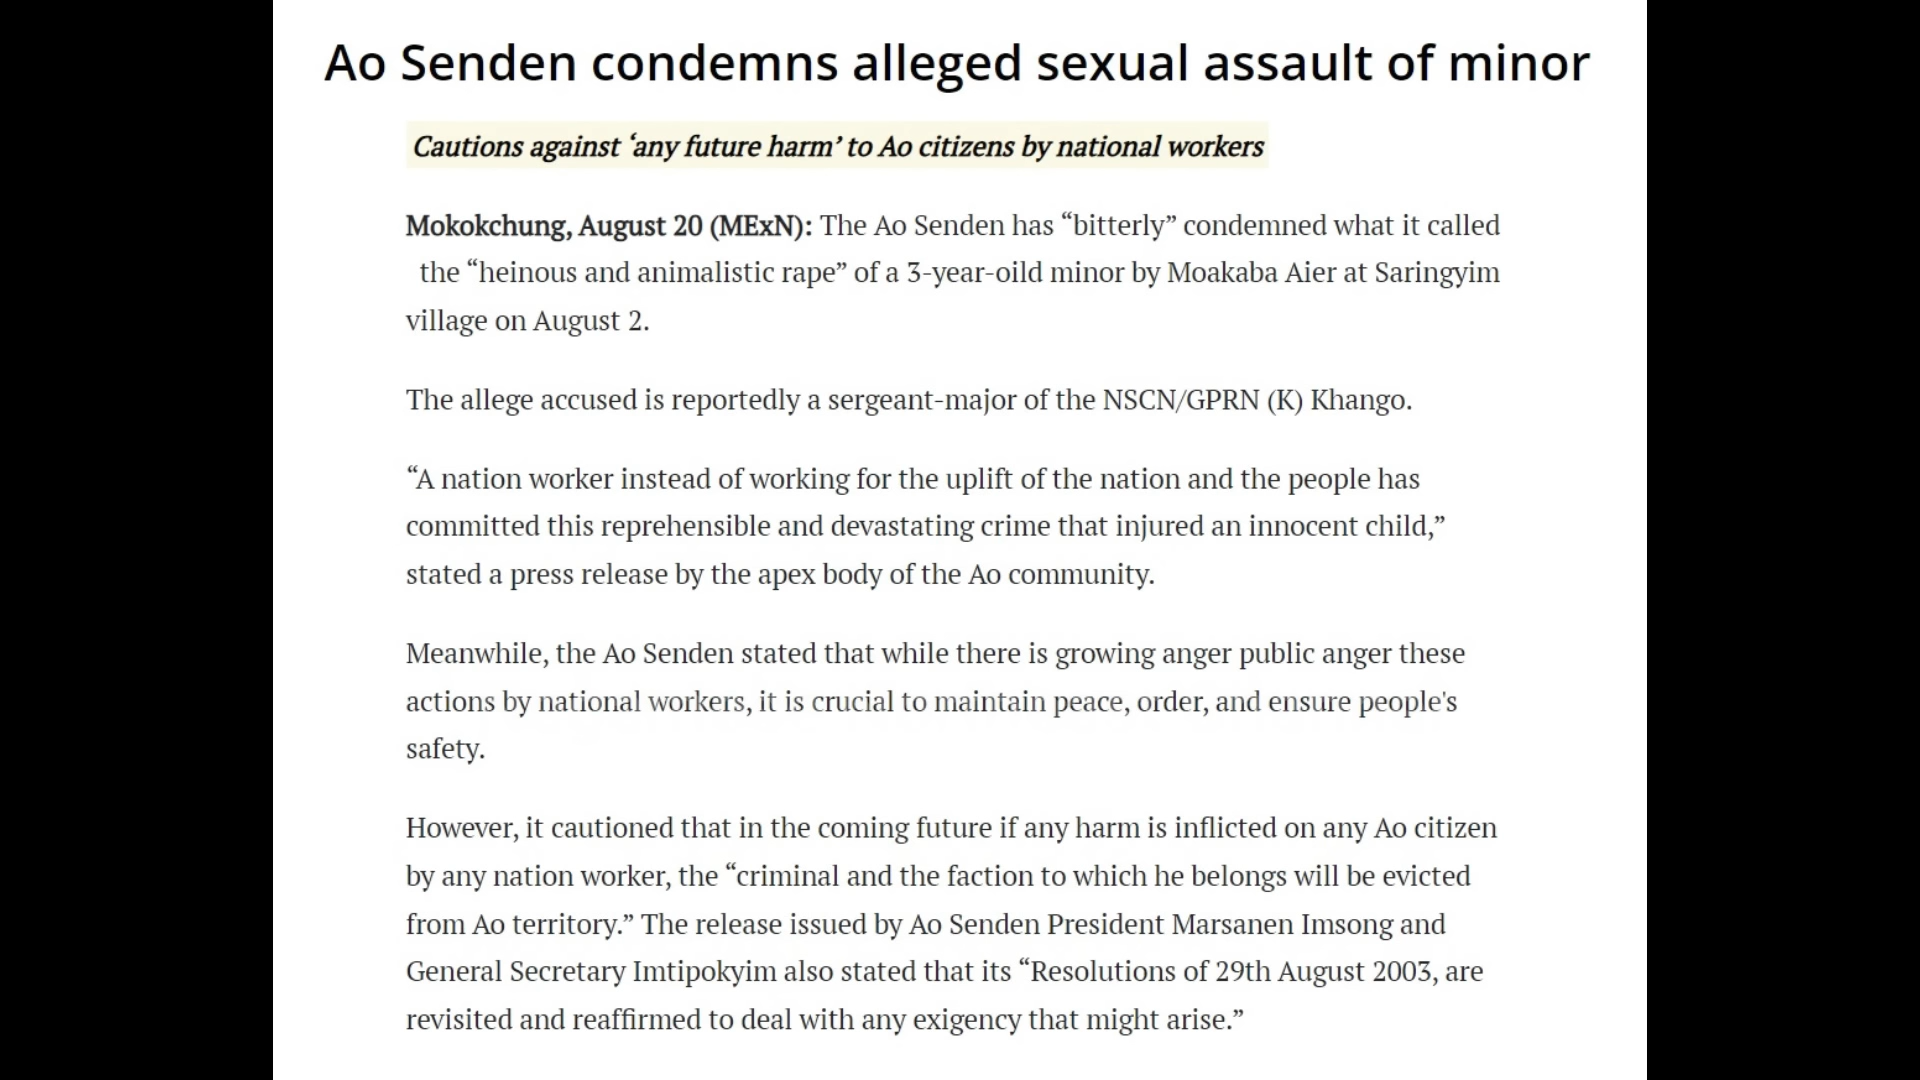 Ao Senden condemns alleged sexual assault of minor
Cautions against ‘any future harm’ to Ao citizens by national workers
Mokokchung, August 20 (MExN): The Ao Senden has “bitterly” condemned what it called
the “heinous and animalistic rape” of a 3-year-oild minor by Moakaba Aier at Saringyim
village on August 2.
The allege accused is reportedly a sergeant-major of the NSCN/GPRN (K) Khango.
“A nation worker instead of working for the uplift of the nation and the people has
committed this reprehensible and devastating crime that injured an innocent child,”
stated a press release by the apex body of the Ao community.
Meanwhile, the Ao Senden stated that while there is growing anger public anger these
actions by national workers, it is crucial to maintain peace, order, and ensure people's
safety.
However, it cautioned that in the coming future if any harm is inflicted on any Ao citizen
by any nation worker, the “criminal and the faction to which he belongs will be evicted
from Ao territory.” The release issued by Ao Senden President Marsanen Imsong and
General Secretary Imtipokyim also stated that its “Resolutions of 29th August 2003, are
revisited and reaffirmed to deal with any exigency that might arise.”